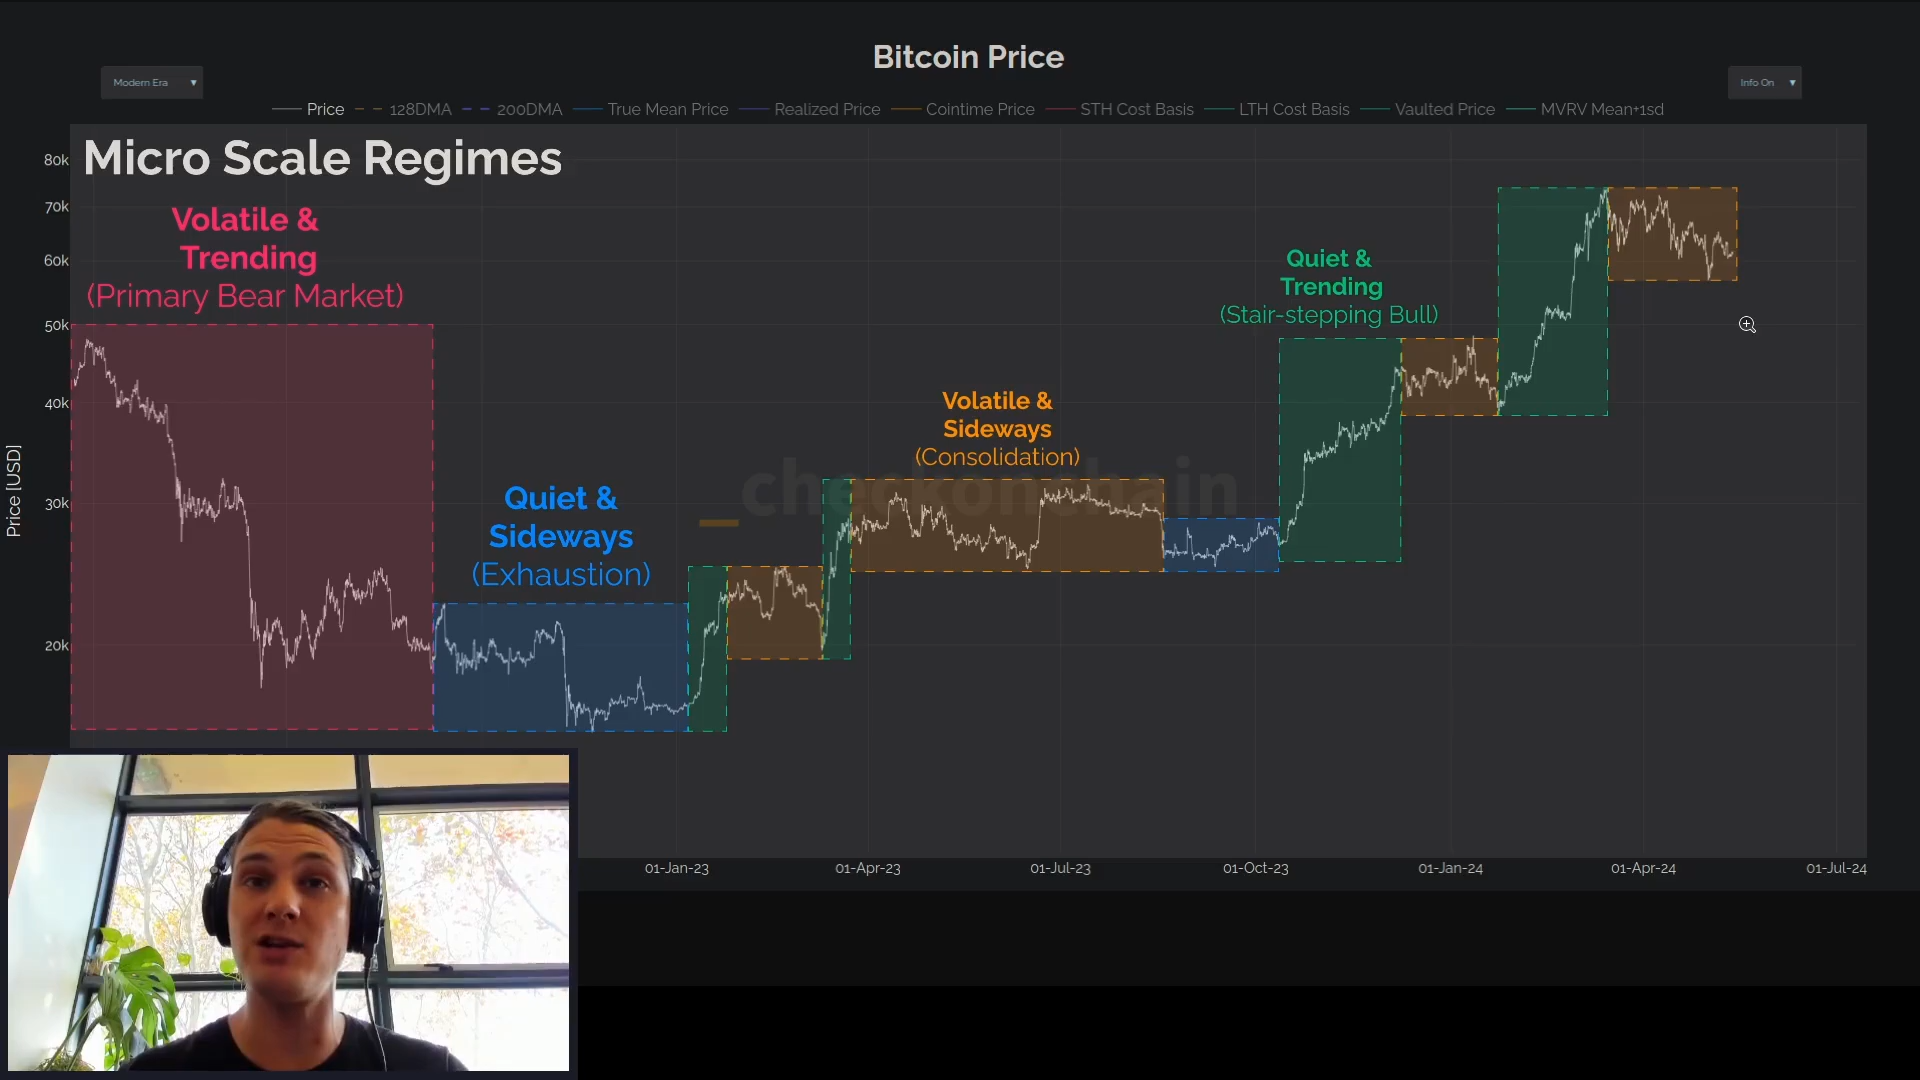 Bitcoin Price
Modern Era
Info On
Price 128DMA 200DMA True Mean Price Realized Price Cointime Price STH Cost Basis LTH Cost Basis Vaulted Price MVRV Mean+1sd
Micro Scale Regimes
80k
70k
60k
50k
40k
30k
20k
Price [USD]
Volatile &
Trending
(Primary Bear Market)
Quiet &
Sideways
(Exhaustion)
Volatile &
Sideways
(Consolidation)
Quiet &
Trending
(Stair-stepping Bull)
_checkonchain
01-Jan-23 01-Apr-23 01-Jul-23 01-Oct-23 01-Jan-24 01-Apr-24 01-Jul-24